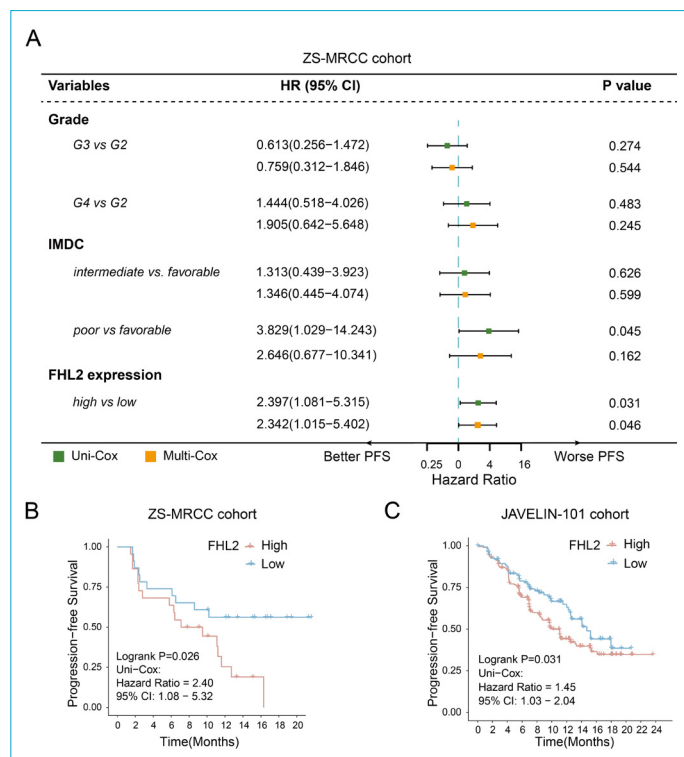 A
ZS-MRCC cohort
Variables HR (95% CI) P value
Grade
G3 vs G2 0.613(0.256−1.472) 0.274
0.759(0.312−1.846) 0.544
G4 vs G2 1.444(0.518−4.026) 0.483
1.905(0.642−5.648) 0.245
IMDC
intermediate vs. favorable 1.313(0.439−3.923) 0.626
1.346(0.445−4.074) 0.599
poor vs favorable 3.829(1.029−14.243) 0.045
2.646(0.677−10.341) 0.162
FHL2 expression
high vs low 2.397(1.081−5.315) 0.031
2.342(1.015−5.402) 0.046
Uni-Cox Multi-Cox Better PFS Worse PFS
0.25 0 4 16
Hazard Ratio
B
ZS-MRCC cohort
FHL2 High
Low
Progression−free Survival
1.00
0.75
0.50
0.25
0.00
Logrank P=0.026
Uni-Cox:
Hazard Ratio = 2.40
95% CI: 1.08 − 5.32
0 2 4 6 8 10 12 14 16 18 20
Time(Months)
C
JAVELIN-101 cohort
FHL2 High
Low
Progression−free Survival
1.00
0.75
0.50
0.25
0.00
Logrank P=0.031
Uni-Cox:
Hazard Ratio = 1.45
95% CI: 1.03 − 2.04
0 2 4 6 8 10 12 14 16 18 20 22 24
Time(Months)